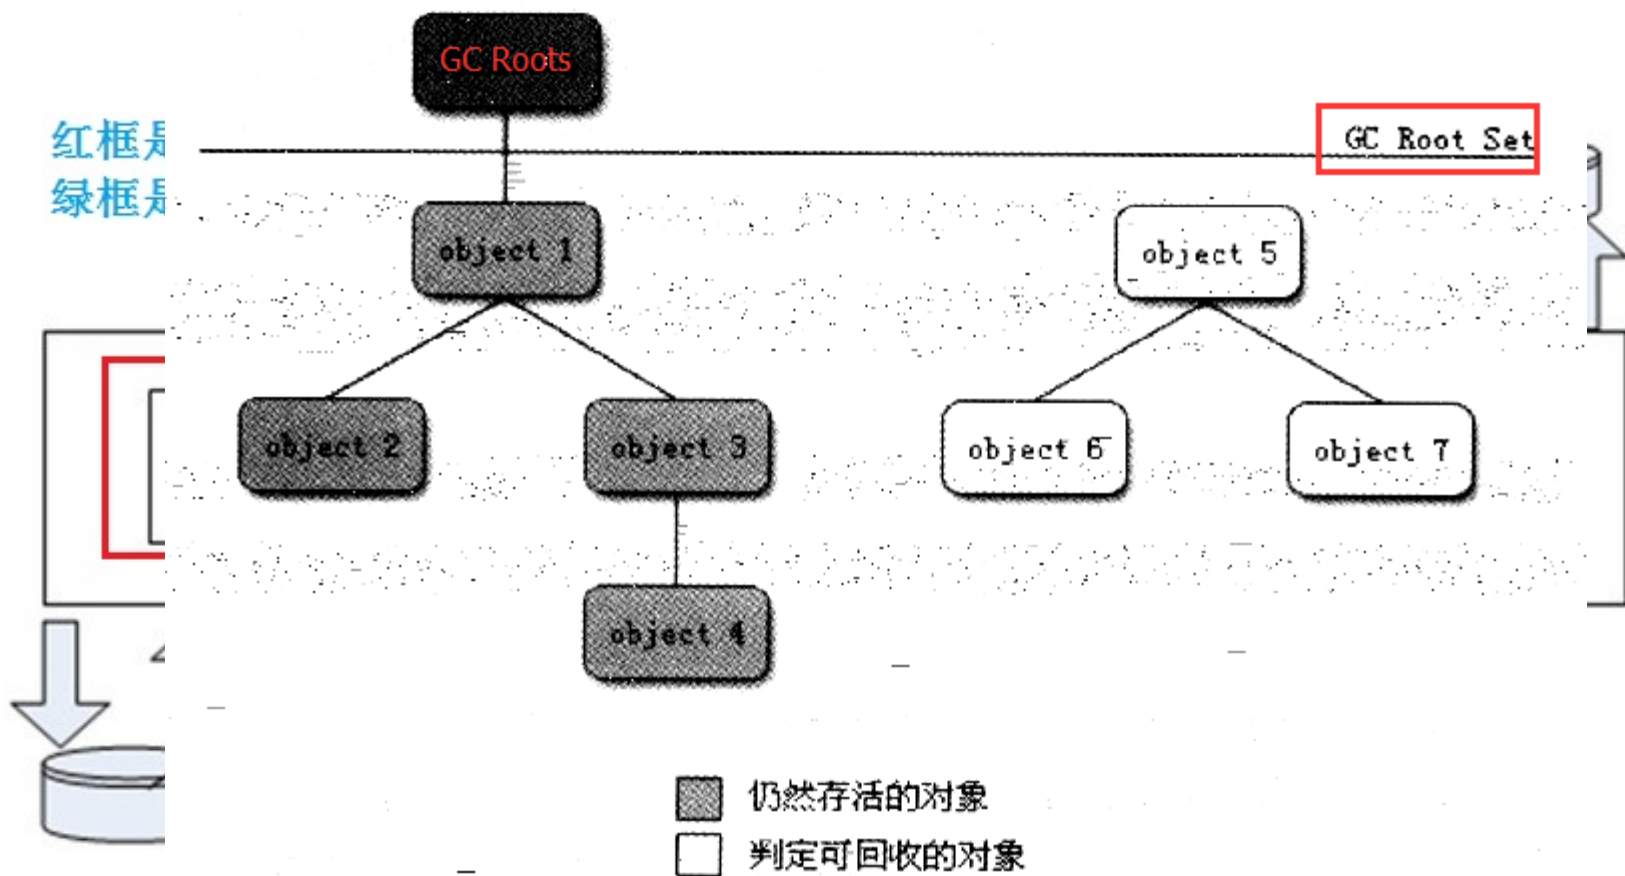 GC Roots
红框是
GC Root Set
绿框是
object 1
object 5
object 2
object 3
object 6
object 7
object 4
仍然存活的对象
判定可回收的对象